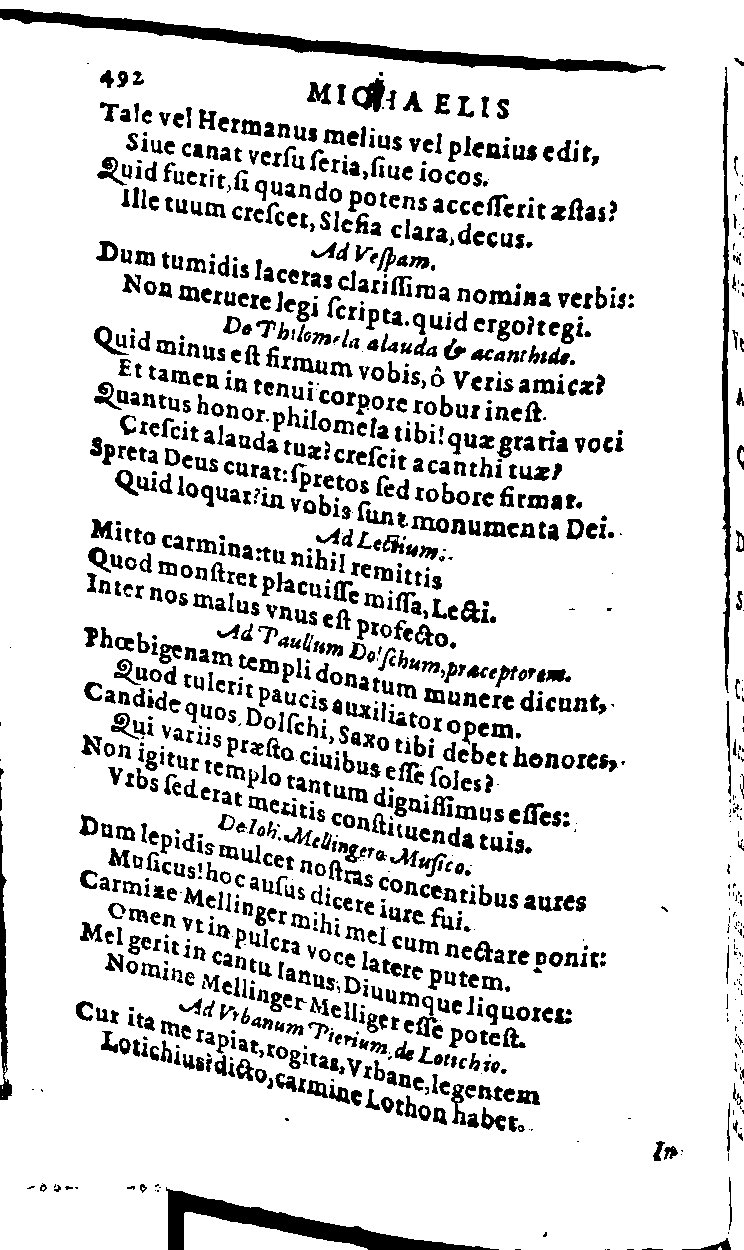 492
MICHAELIS
Tale vel Hermanus melius vel plenius edit,
Siue canat verſu ſeria, ſiue iocos.
Quid fuerit, ſi quando potens acceſſerit æſtas?
Ille tuum creſcet, Sleſia clara, decus.
Ad Veſpam.
Dum tumidis laceras clariſſima nomina verbis:
Non meruere legi ſcripta. quid ergo? tegi.
De Philomela alauda & acanthide.
Quid minus eſt firmum vobis, ô Veris amicæ?
Et tamen in tenui corpore robur ineſt.
Quantus honor philomela tibi! quæ gratia voci
Creſcit alauda tuæ? creſcit acanthi tuæ?
Spreta Deus curat: ſpretos ſed robore firmat.
Quid loquar? in vobis ſunt monumenta Dei.
Ad Lectium.
Mitto carmina: tu nihil remittis
Quod monſtret placuiſſe miſſa, Lecti.
Inter nos malus vnus eſt profecto.
Ad Paullum Dolſchum, præceptorem.
Phœbigenam templi donatum munere dicunt,
Quod tulerit paucis auxiliator opem.
Candide quos, Dolſchi, Saxo tibi debet honores,
Qui variis præſto ciuibus eſſe ſoles?
Non igitur templo tantum digniſſimus eſſes:
Vrbs ſed erat meritis conſtituenda tuis.
De Ioh. Mellingero Muſico.
Dum lepidis mulcet noſtras concentibus aures
Muſicus! hoc auſus dicere iure fui.
Carmine Mellinger mihi mel cum nectare ponit:
Omen vt in pulcra voce latere putem.
Mel gerit in cantu Ianus, Diuumque liquores:
Nomine Mellinger Melliger eſſe poteſt.
Ad Vrbanum Pierium, de Lotichio.
Cur ita me rapiat, rogitas, Vrbane, legentem
Lotichius? dicto, carmine Lothon habet.
In